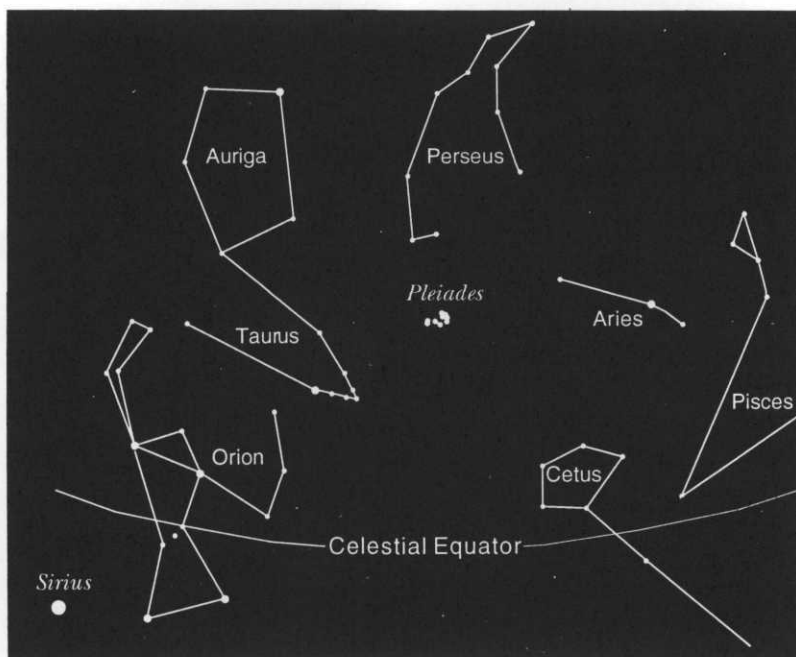 Auriga
Perseus
Pleiades
Taurus
Aries
Pisces
Orion
Cetus
Celestial Equator
Sirius